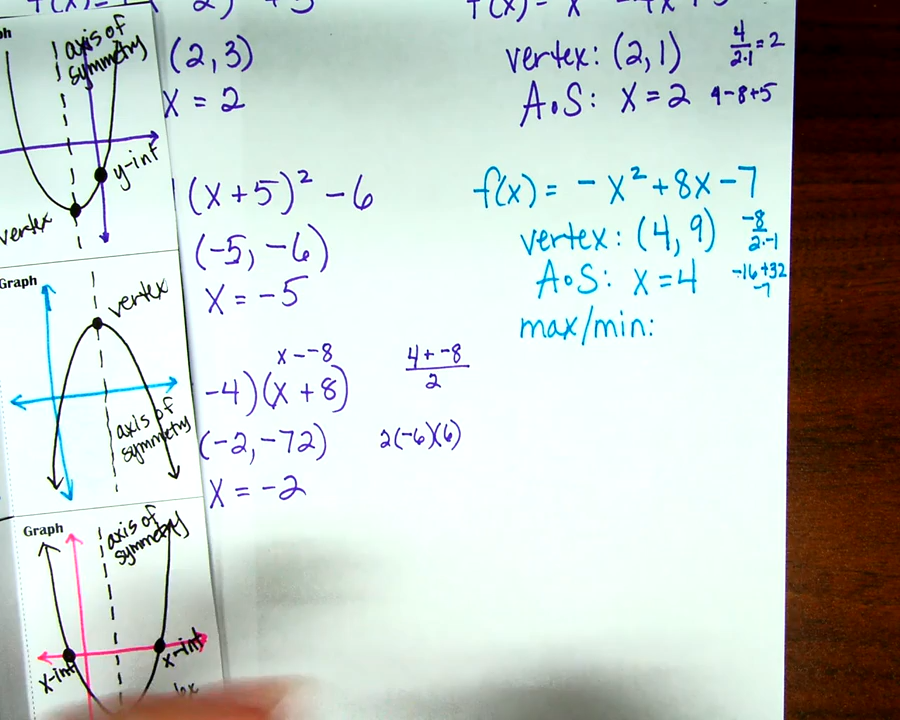 axis of
symmetry
y-int
vertex
Graph
vertex
axis of
symmetry
Graph
axis of
symmetry
x-int
x-int
(2, 3)
x = 2
(x + 5)² - 6
(-5, -6)
x = -5
x - -8
-4)(x + 8)
4 + -8
2
(-2, -72)
2(-6)(6)
x = -2
vertex: (2, 1)
4
2·1
= 2
A.S: x = 2
4 - 8 + 5
f(x) = -x² + 8x - 7
vertex: (4, 9)
-8
2·-1
A.S: x = 4
-16 + 32
-7
max/min: